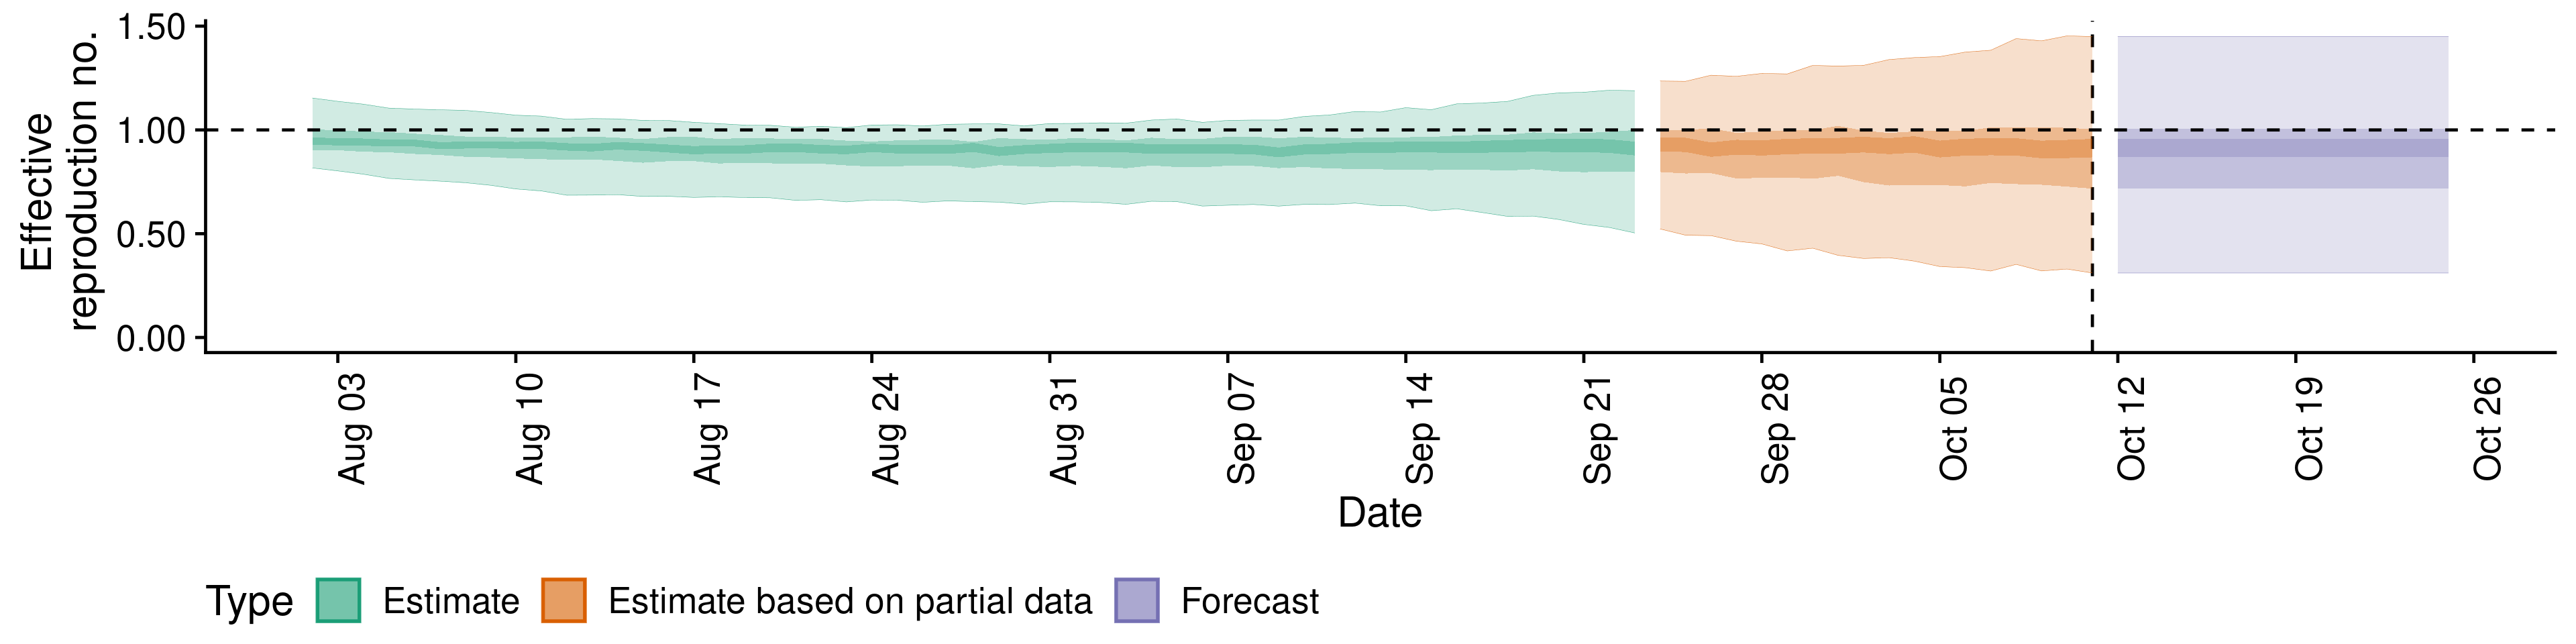 Effective
reproduction no.
1.50
1.00
0.50
0.00
Aug 03
Aug 10
Aug 17
Aug 24
Aug 31
Sep 07
Sep 14
Sep 21
Sep 28
Oct 05
Oct 12
Oct 19
Oct 26
Date
Type Estimate Estimate based on partial data Forecast